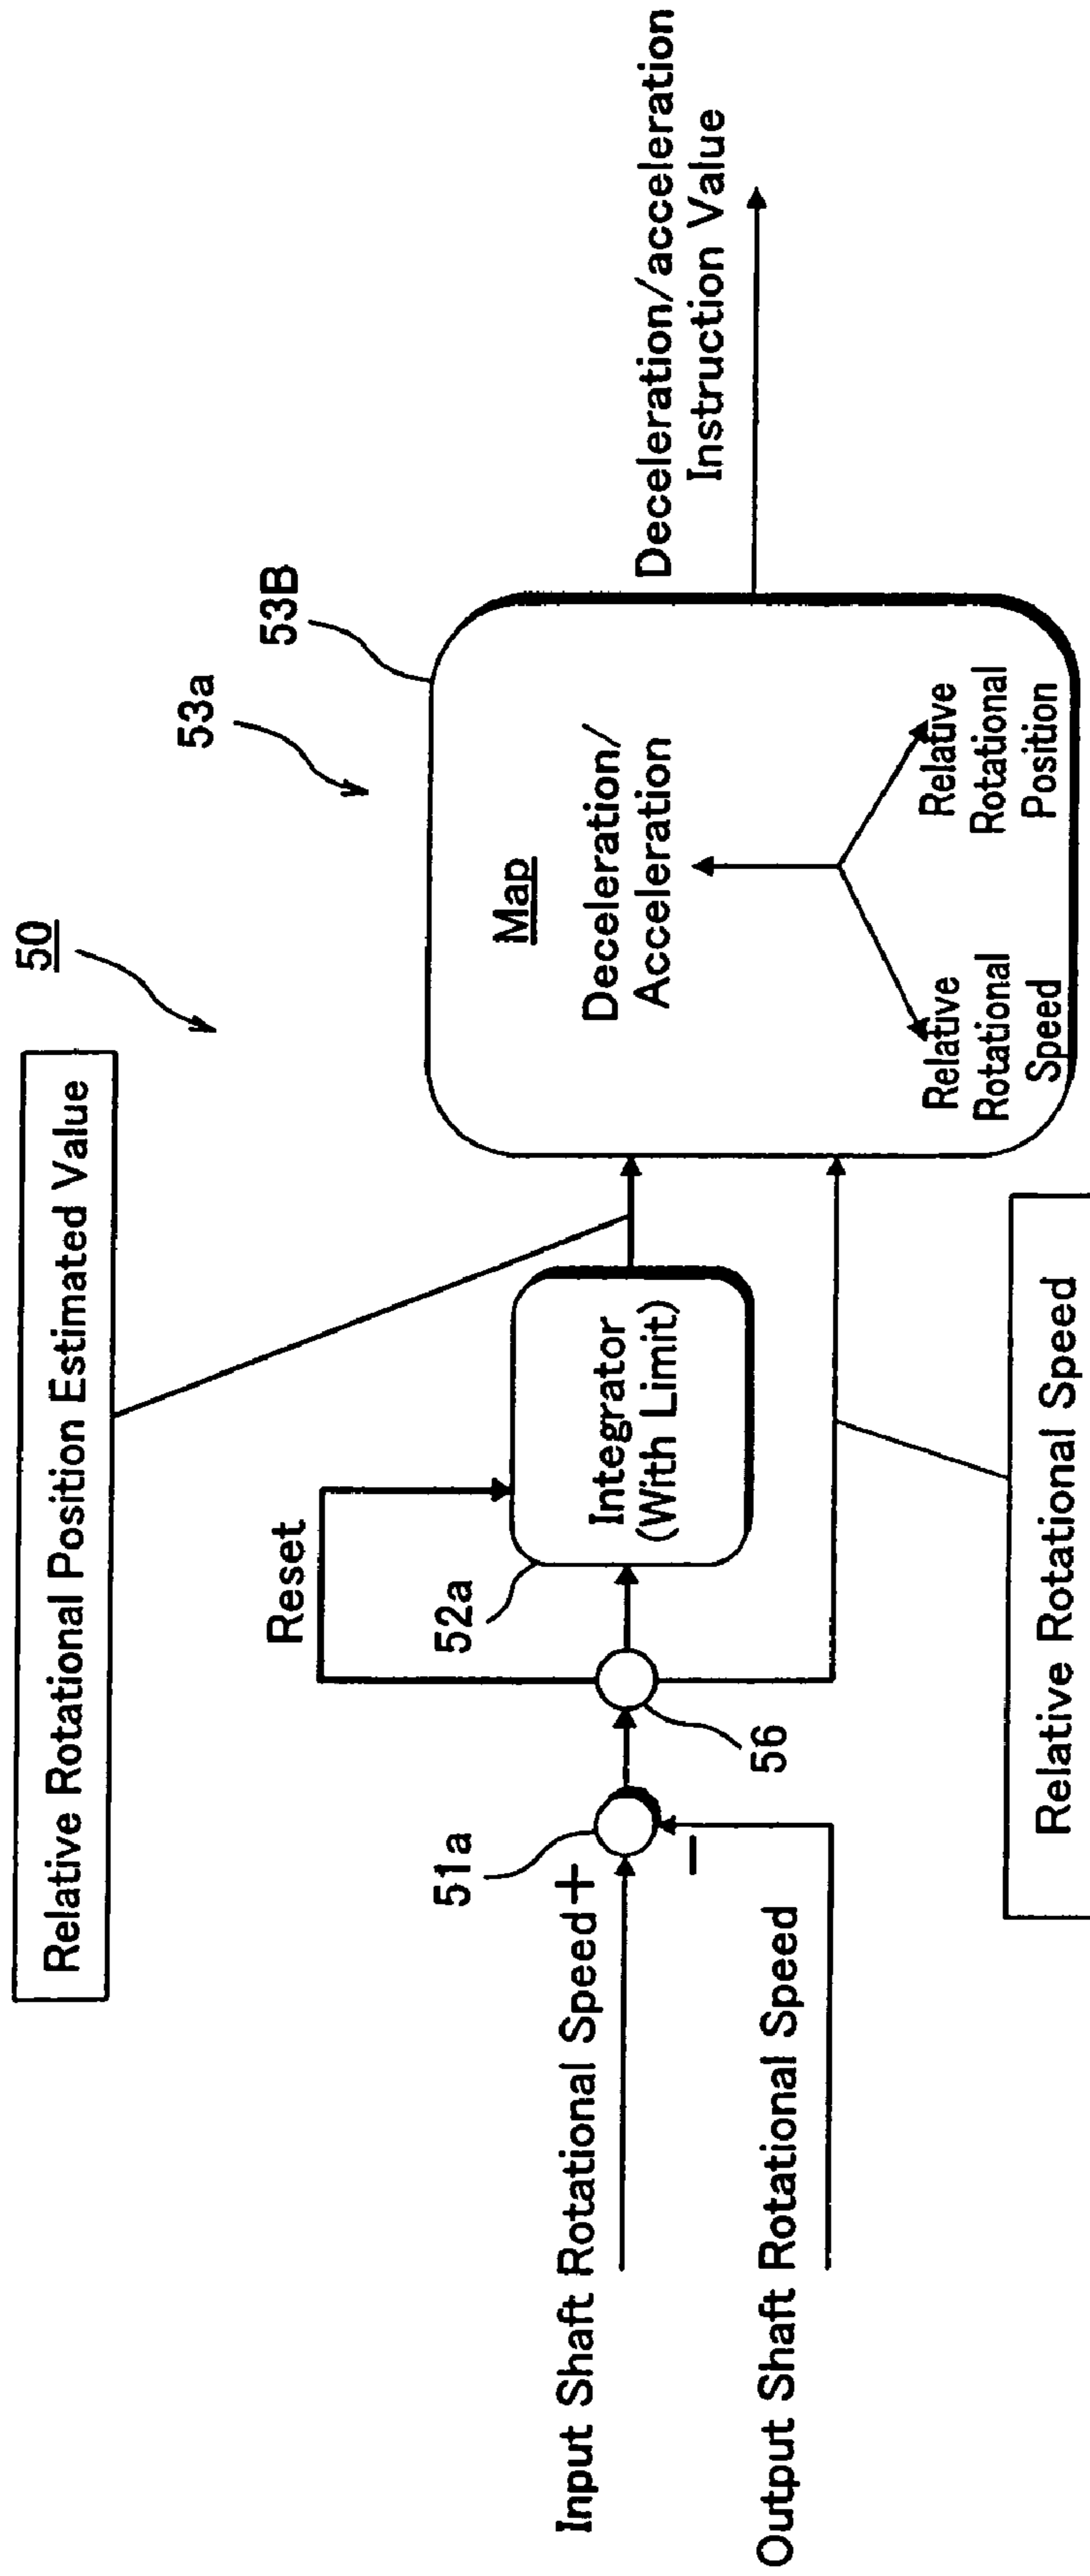 50
Relative Rotational Position Estimated Value
53a
53B
Reset
52a
Integrator
(With Limit)
Map
Deceleration/
Acceleration
Relative
Rotational
Speed
Relative
Rotational
Position
Deceleration/acceleration
Instruction Value
51a
56
Input Shaft Rotational Speed +
−
Output Shaft Rotational Speed
Relative Rotational Speed